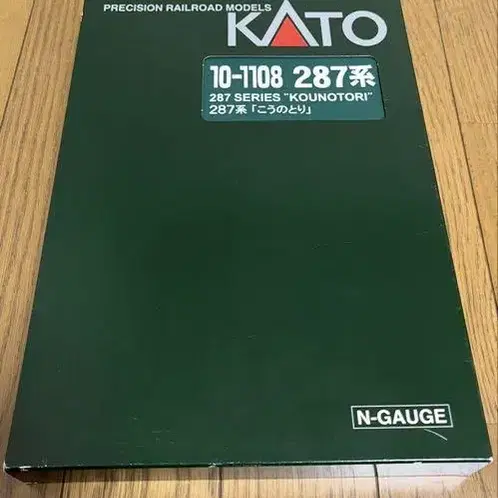 PRECISION RAILROAD MODELS
KATO
10-1108 287系
287 SERIES "KOUNOTORI"
287系「こうのとり」
N-GAUGE